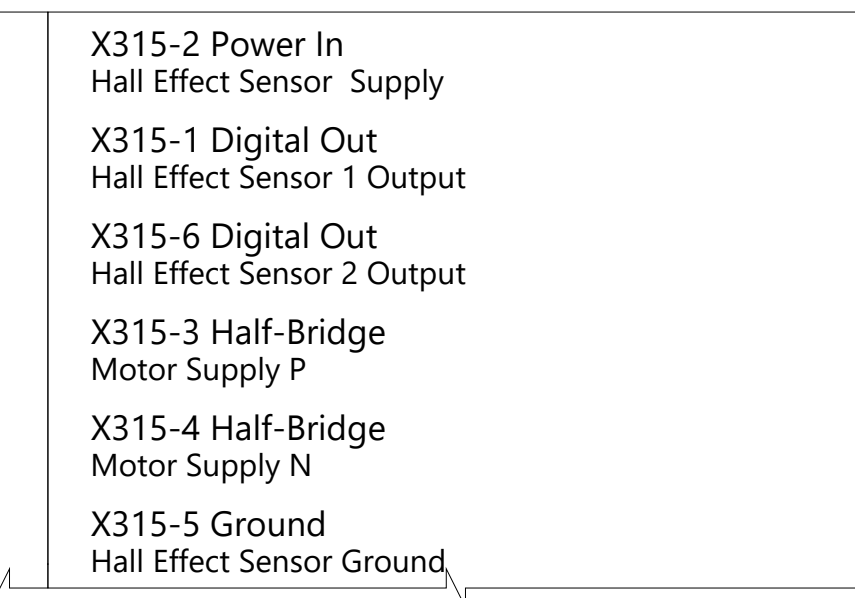 X315-2 Power In
Hall Effect Sensor  Supply
X315-1 Digital Out
Hall Effect Sensor 1 Output
X315-6 Digital Out
Hall Effect Sensor 2 Output
X315-3 Half-Bridge
Motor Supply P
X315-4 Half-Bridge
Motor Supply N
X315-5 Ground
Hall Effect Sensor Ground